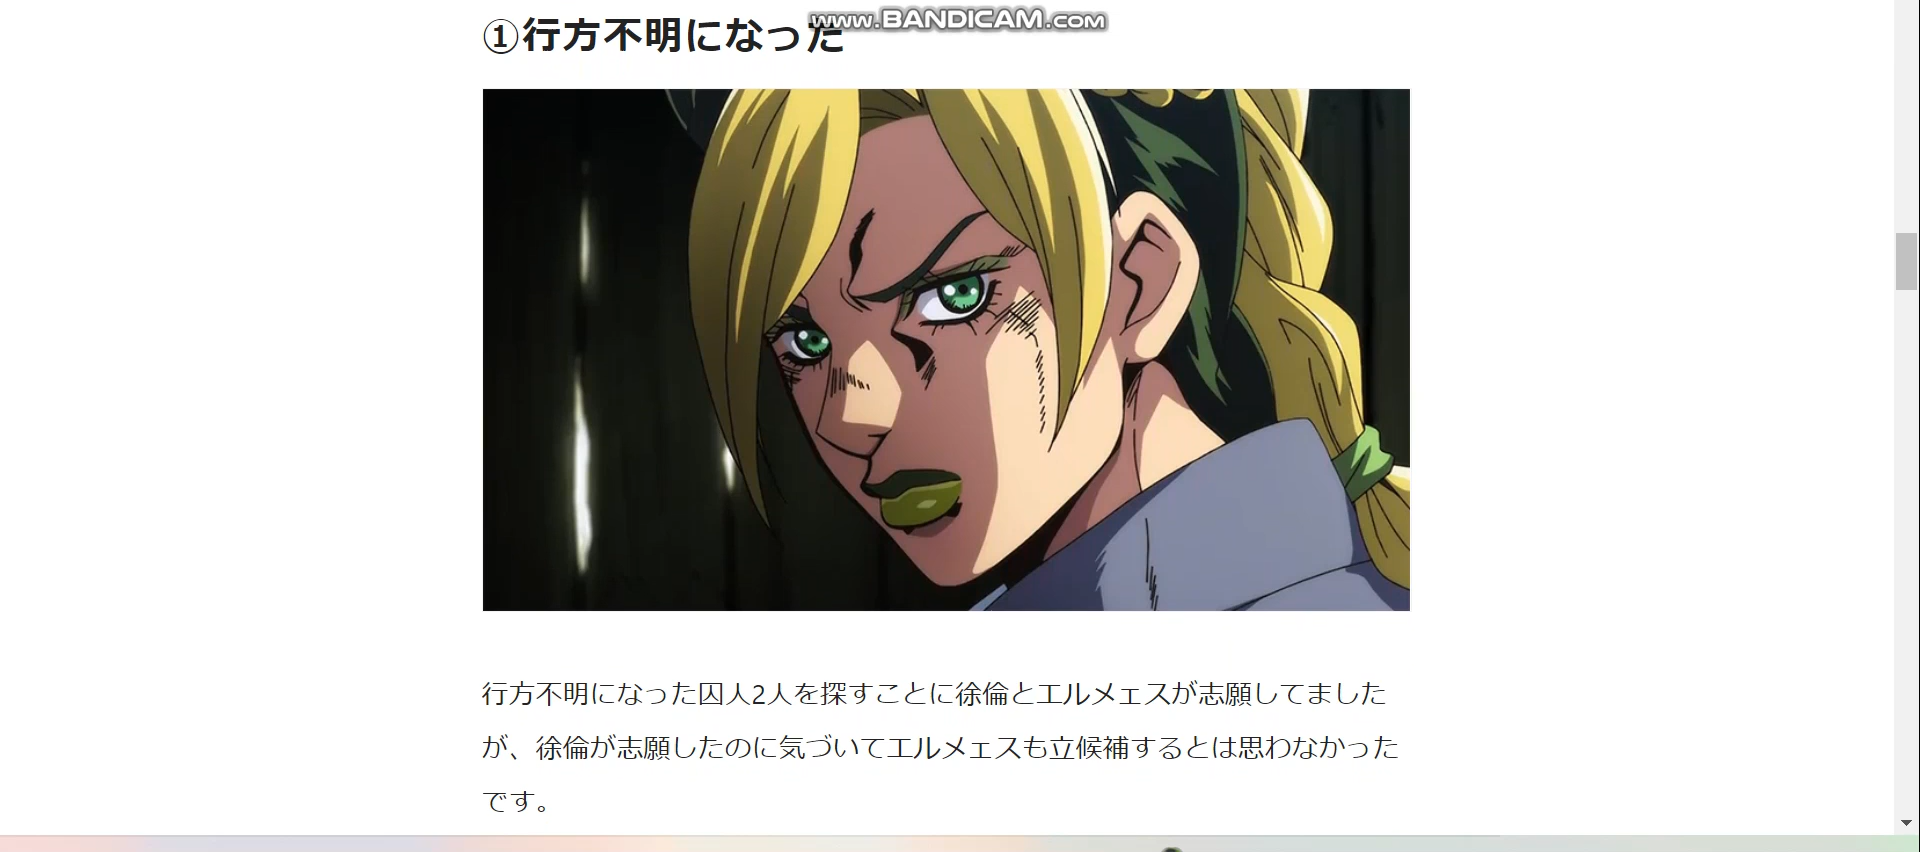 www.BANDICAM.com
①行方不明になった
行方不明になった囚人2人を探すことに徐倫とエルメェスが志願してました
が、徐倫が志願したのに気づいてエルメェスも立候補するとは思わなかった
です。